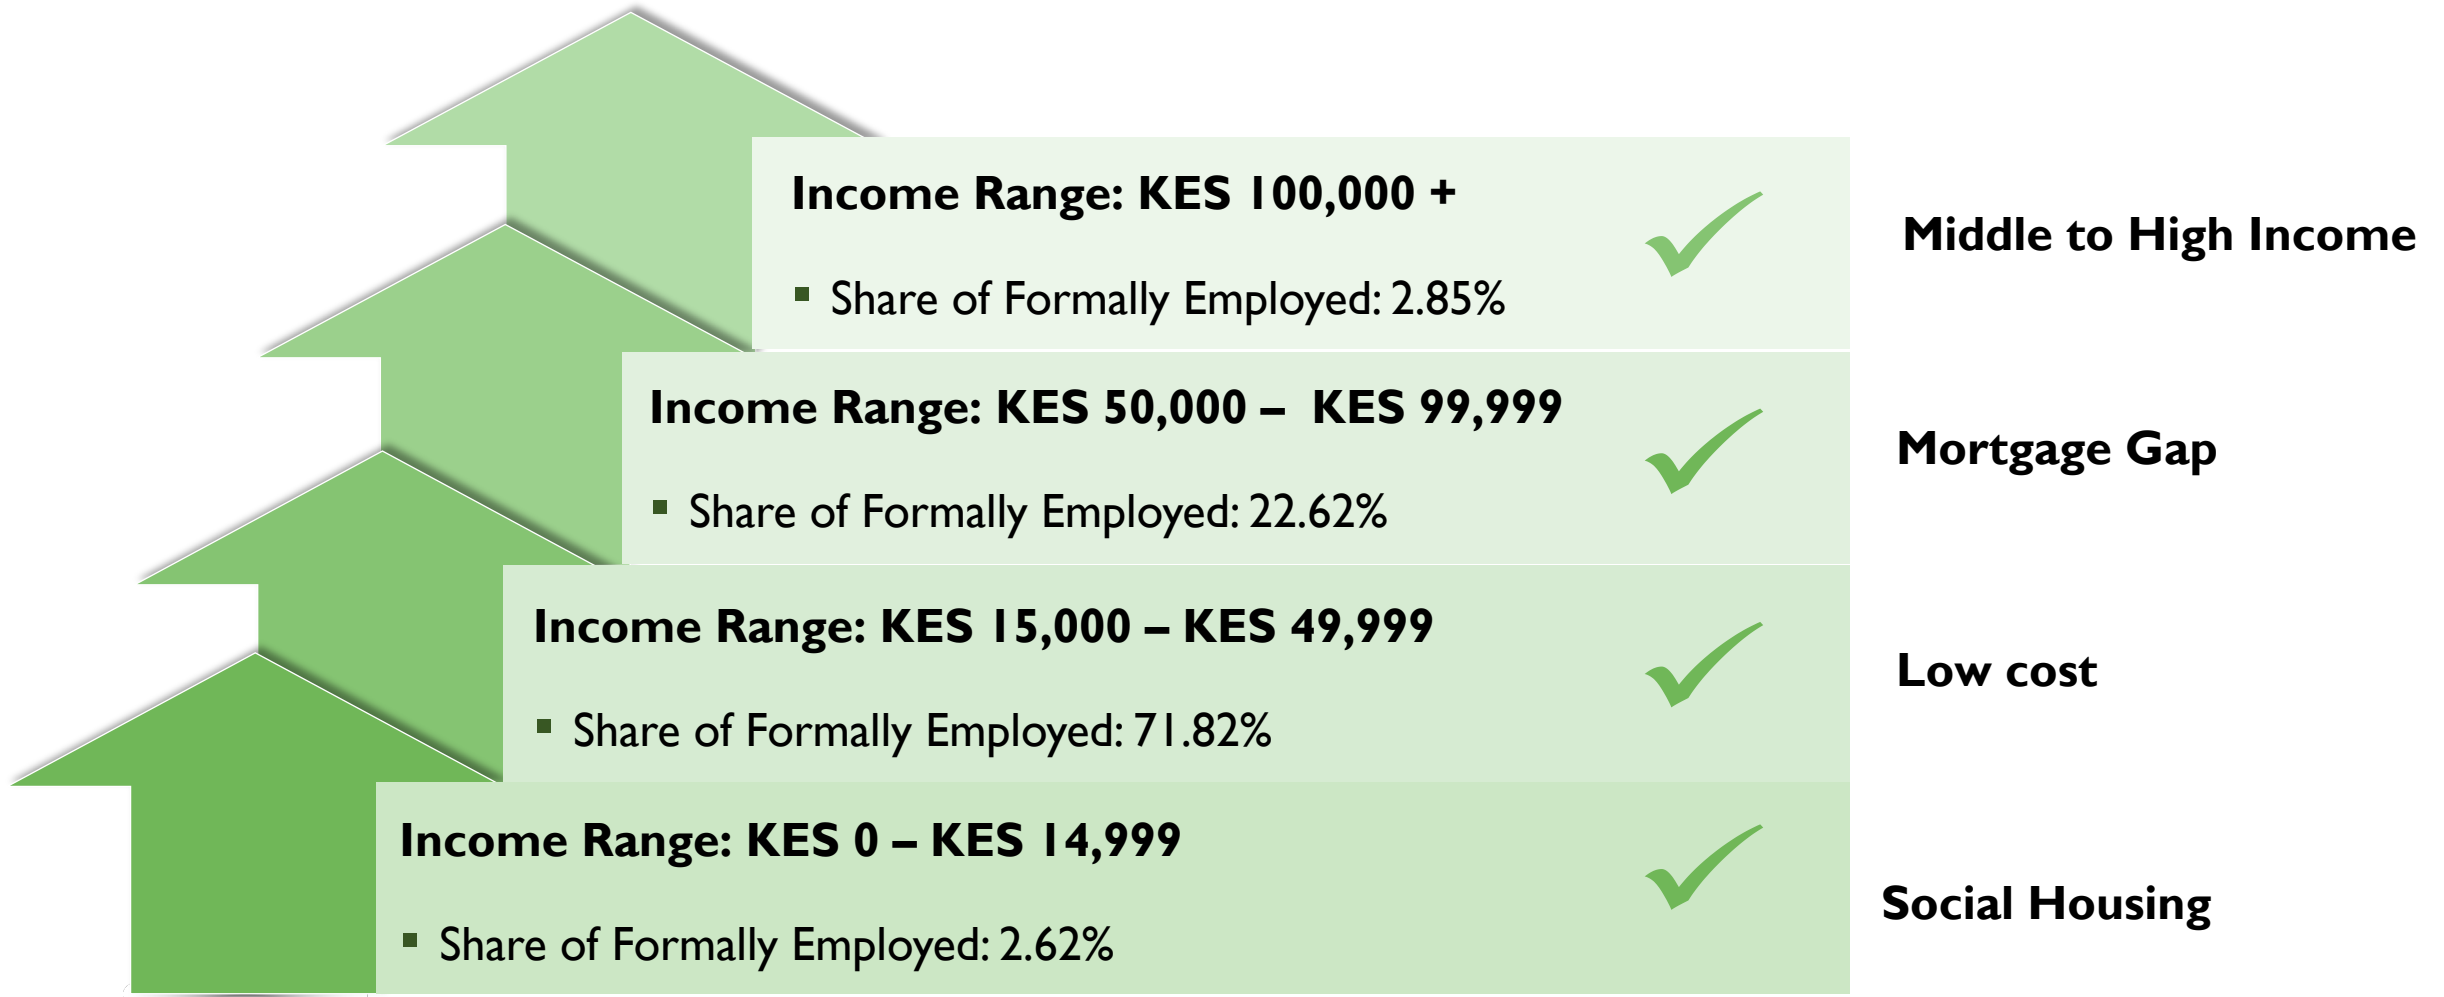 Income Range: KES 100,000 +
▪ Share of Formally Employed: 2.85%
Middle to High Income
Income Range: KES 50,000 – KES 99,999
▪ Share of Formally Employed: 22.62%
Mortgage Gap
Income Range: KES 15,000 – KES 49,999
▪ Share of Formally Employed: 71.82%
Low cost
Income Range: KES 0 – KES 14,999
▪ Share of Formally Employed: 2.62%
Social Housing